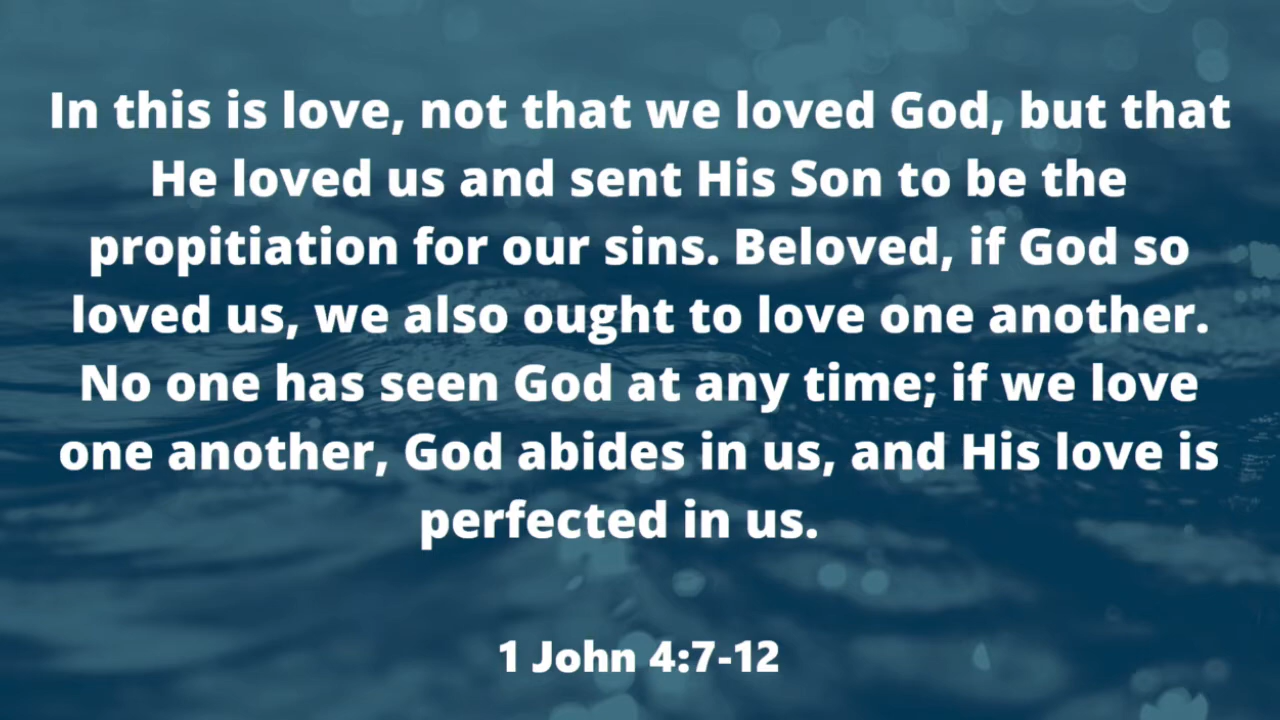 In this is love, not that we loved God, but that
He loved us and sent His Son to be the
propitiation for our sins. Beloved, if God so
loved us, we also ought to love one another.
No one has seen God at any time; if we love
one another, God abides in us, and His love is
perfected in us.
1 John 4:7-12